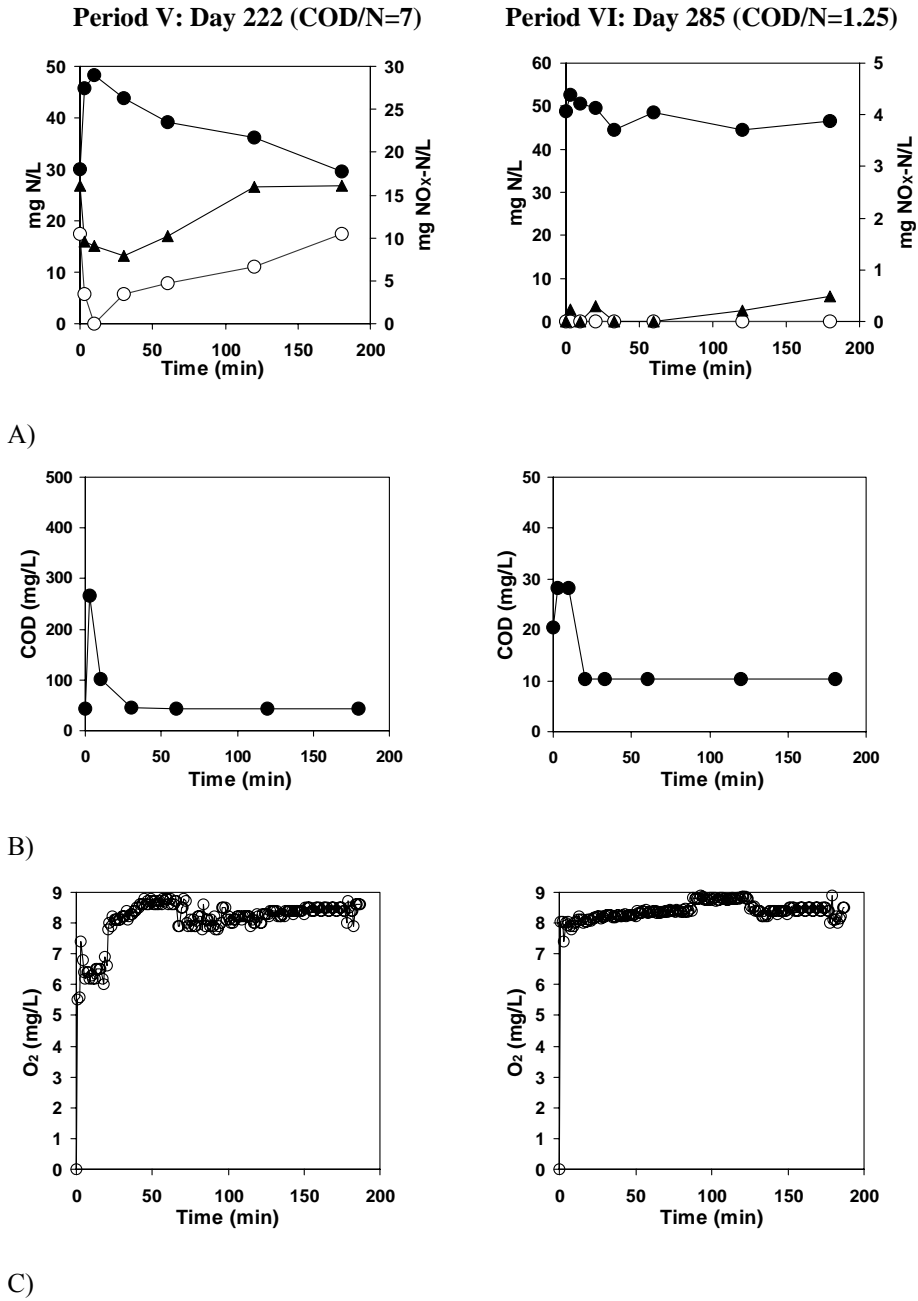 Period V: Day 222 (COD/N=7)
Period VI: Day 285 (COD/N=1.25)
mg N/L
60
50
40
30
20
10
0
0 50 100 150 200
Time (min)
30
25
20
15
10
5
0
mg NOx-N/L
mg N/L
60
50
40
30
20
10
0
0 50 100 150 200
Time (min)
5
4
3
2
1
0
mg NOx-N/L
A)
COD (mg/L)
500
400
300
200
100
0
0 50 100 150 200
Time (min)
COD (mg/L)
50
40
30
20
10
0
0 50 100 150 200
Time (min)
B)
O2 (mg/L)
9
8
7
6
5
4
3
2
1
0
0 50 100 150 200
Time (min)
O2 (mg/L)
9
8
7
6
5
4
3
2
1
0
0 50 100 150 200
Time (min)
C)